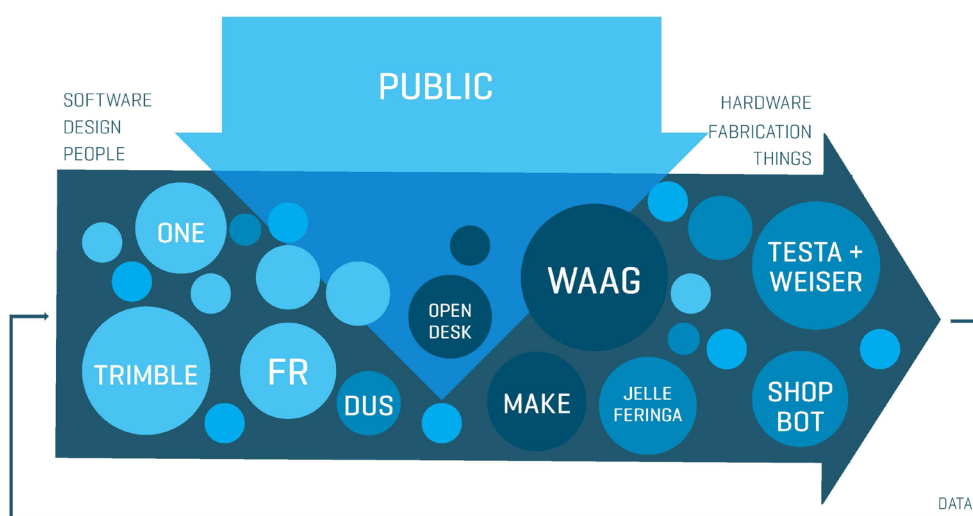 PUBLIC
SOFTWARE
DESIGN
PEOPLE
HARDWARE
FABRICATION
THINGS
ONE
TRIMBLE
FR
DUS
OPEN
DESK
WAAG
MAKE
JELLE
FERINGA
TESTA +
WEISER
SHOP
BOT
DATA